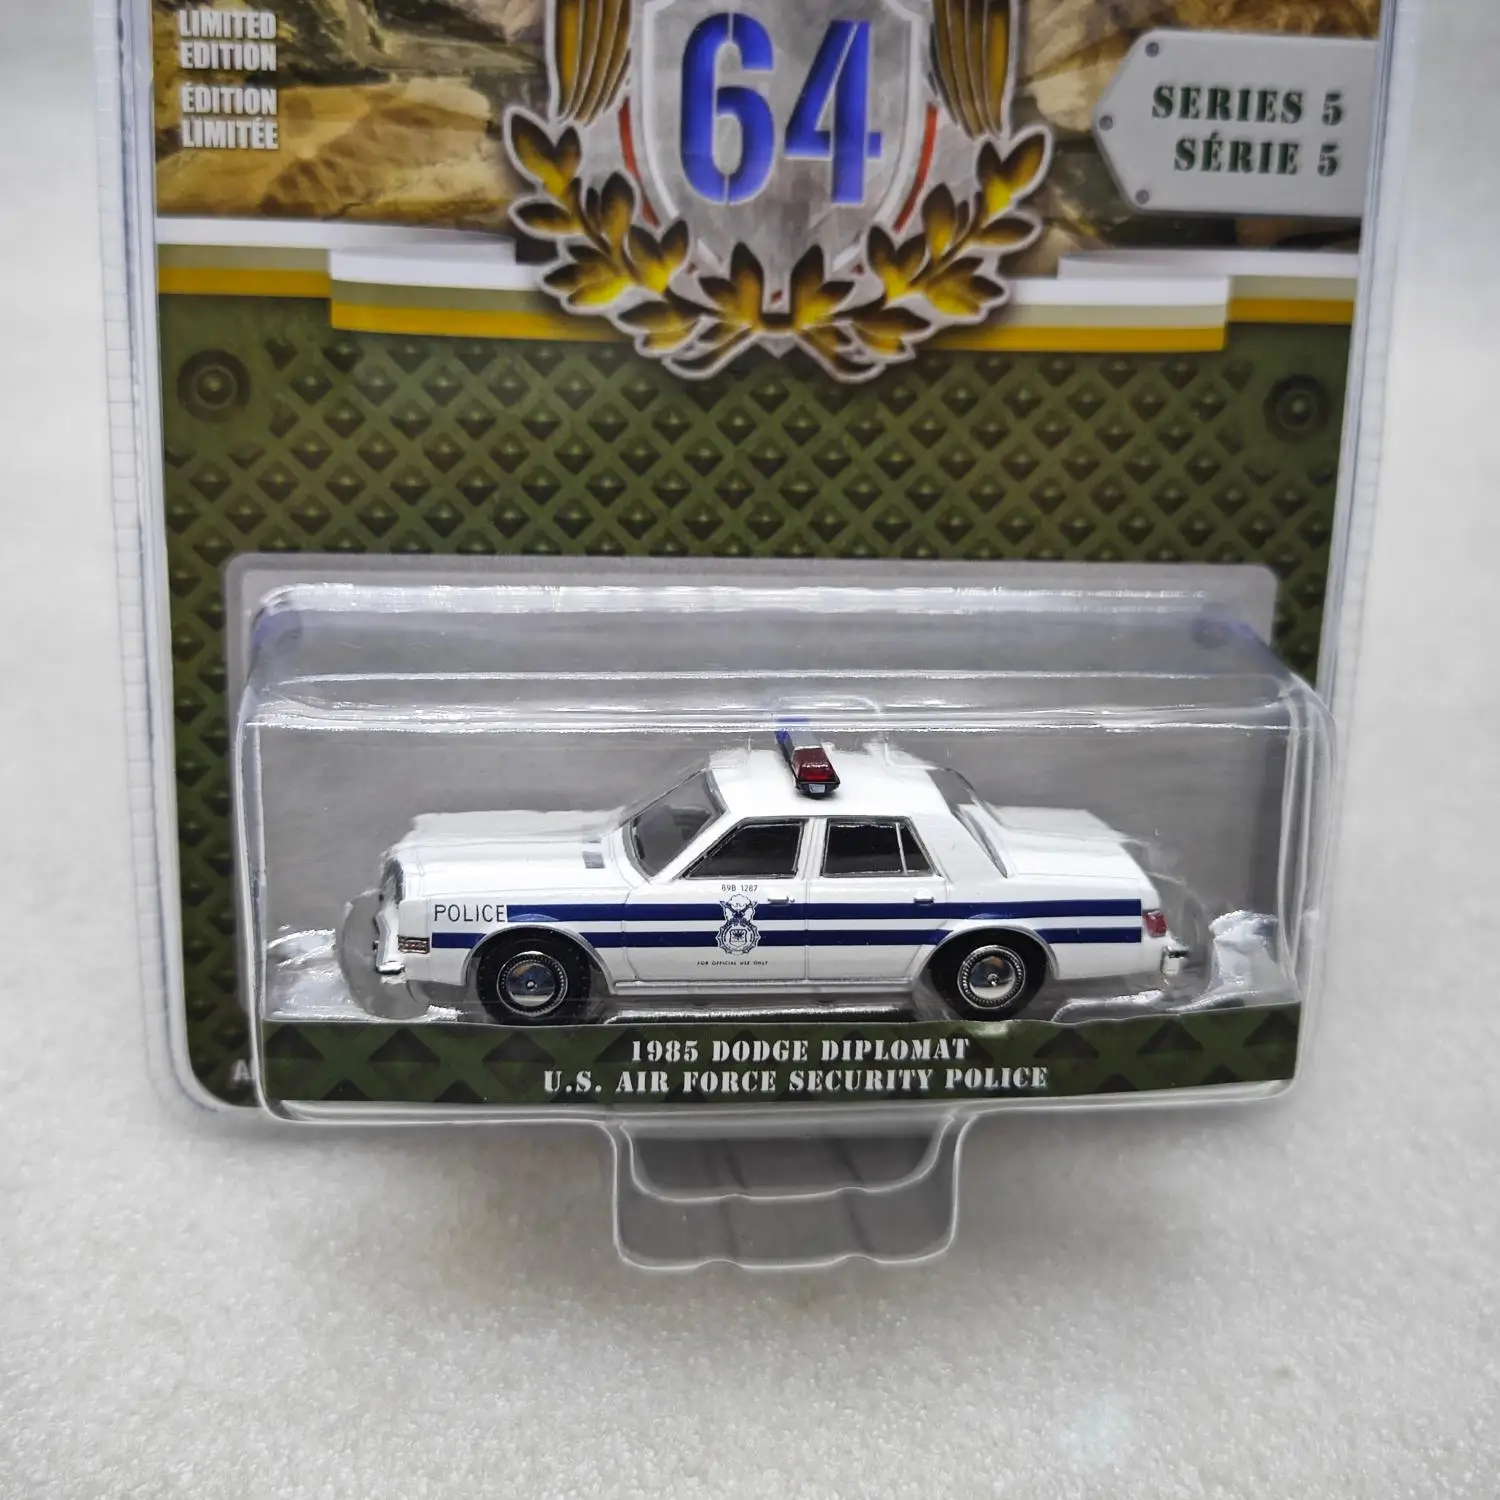 LIMITED
EDITION
ÉDITION
LIMITÉE
64
SERIES 5
SÉRIE 5
89B 1287
POLICE
FOR OFFICIAL USE ONLY
1985 DODGE DIPLOMAT
U.S. AIR FORCE SECURITY POLICE